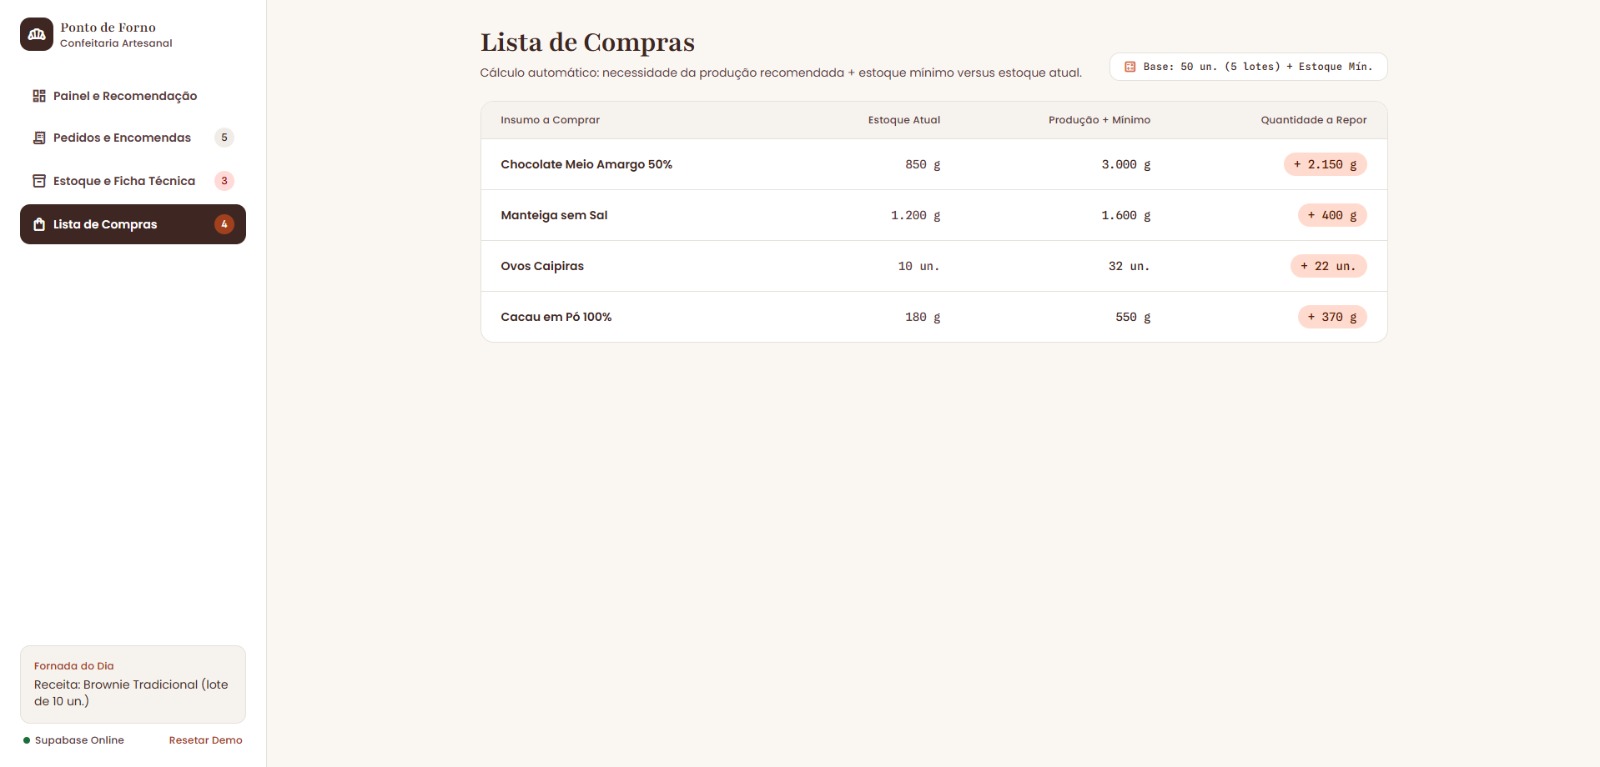 Ponto de Forno
Confeitaria Artesanal
Painel e Recomendação
Pedidos e Encomendas 5
Estoque e Ficha Técnica 3
Lista de Compras 4
Fornada do Dia
Receita: Brownie Tradicional (lote
de 10 un.)
Supabase Online Resetar Demo
Lista de Compras
Cálculo automático: necessidade da produção recomendada + estoque mínimo versus estoque atual.
Base: 50 un. (5 lotes) + Estoque Mín.
Insumo a Comprar Estoque Atual Produção + Mínimo Quantidade a Repor
Chocolate Meio Amargo 50% 850 g 3.000 g + 2.150 g
Manteiga sem Sal 1.200 g 1.600 g + 400 g
Ovos Caipiras 10 un. 32 un. + 22 un.
Cacau em Pó 100% 180 g 550 g + 370 g